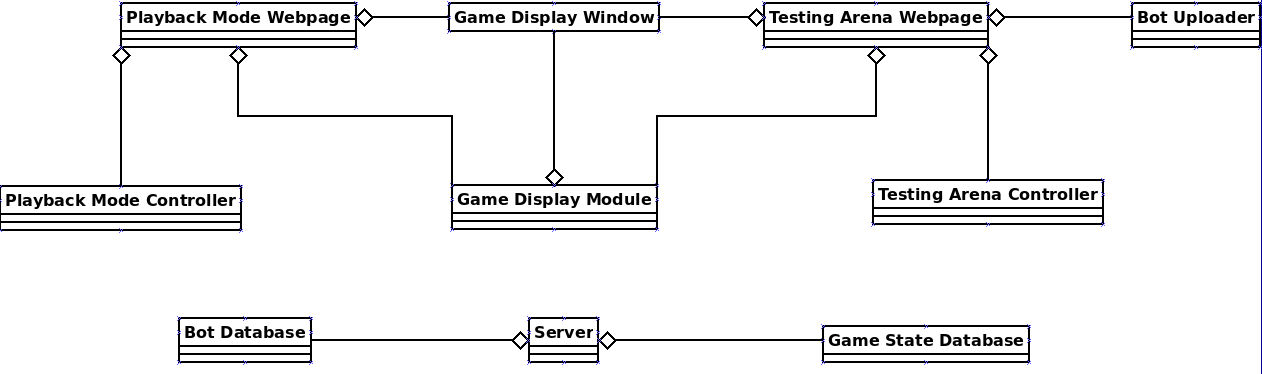 Playback Mode Webpage
Game Display Window
Testing Arena Webpage
Bot Uploader
Playback Mode Controller
Game Display Module
Testing Arena Controller
Bot Database
Server
Game State Database